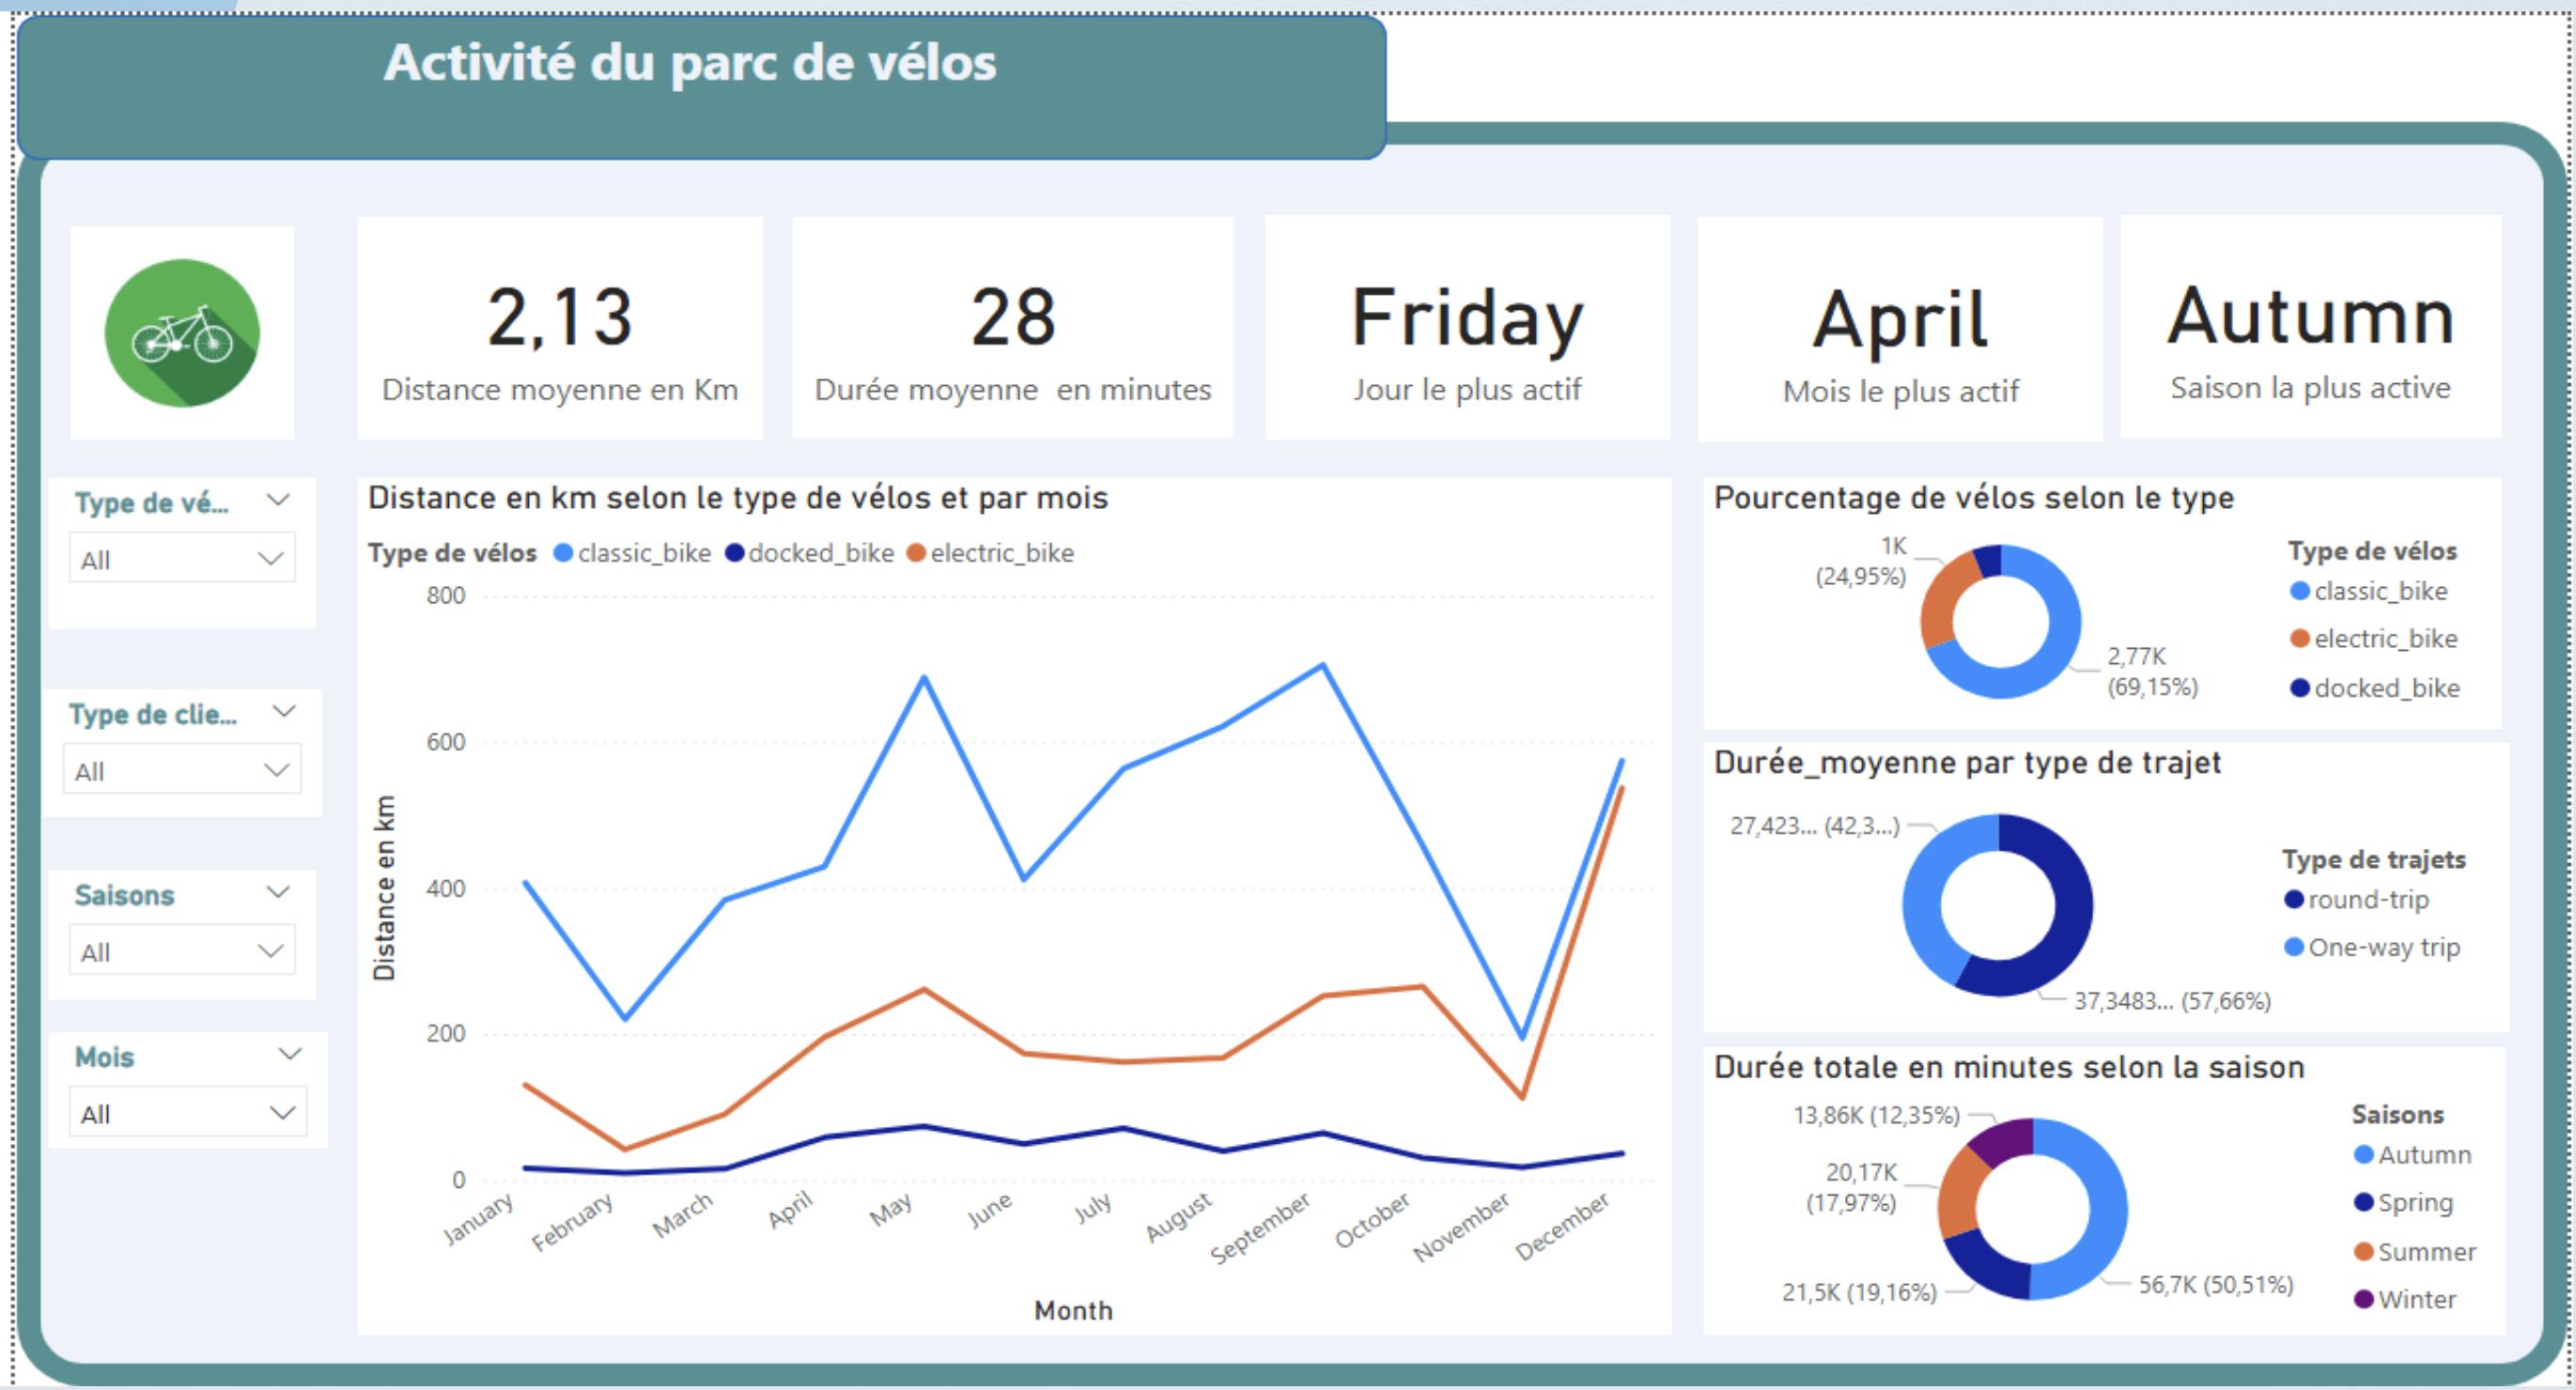 Activité du parc de vélos
2,13
Distance moyenne en Km
28
Durée moyenne en minutes
Friday
Jour le plus actif
April
Mois le plus actif
Autumn
Saison la plus active
Type de vé...
All
Type de clie...
All
Saisons
All
Mois
All
Distance en km selon le type de vélos et par mois
Type de vélos classic_bike docked_bike electric_bike
800
600
400
200
0
Distance en km
January
February
March
April
May
June
July
August
September
October
November
December
Month
Pourcentage de vélos selon le type
1K
(24,95%)
2,77K
(69,15%)
Type de vélos
classic_bike
electric_bike
docked_bike
Durée_moyenne par type de trajet
27,423... (42,3...)
37,3483... (57,66%)
Type de trajets
round-trip
One-way trip
Durée totale en minutes selon la saison
13,86K (12,35%)
20,17K
(17,97%)
21,5K (19,16%)
56,7K (50,51%)
Saisons
Autumn
Spring
Summer
Winter